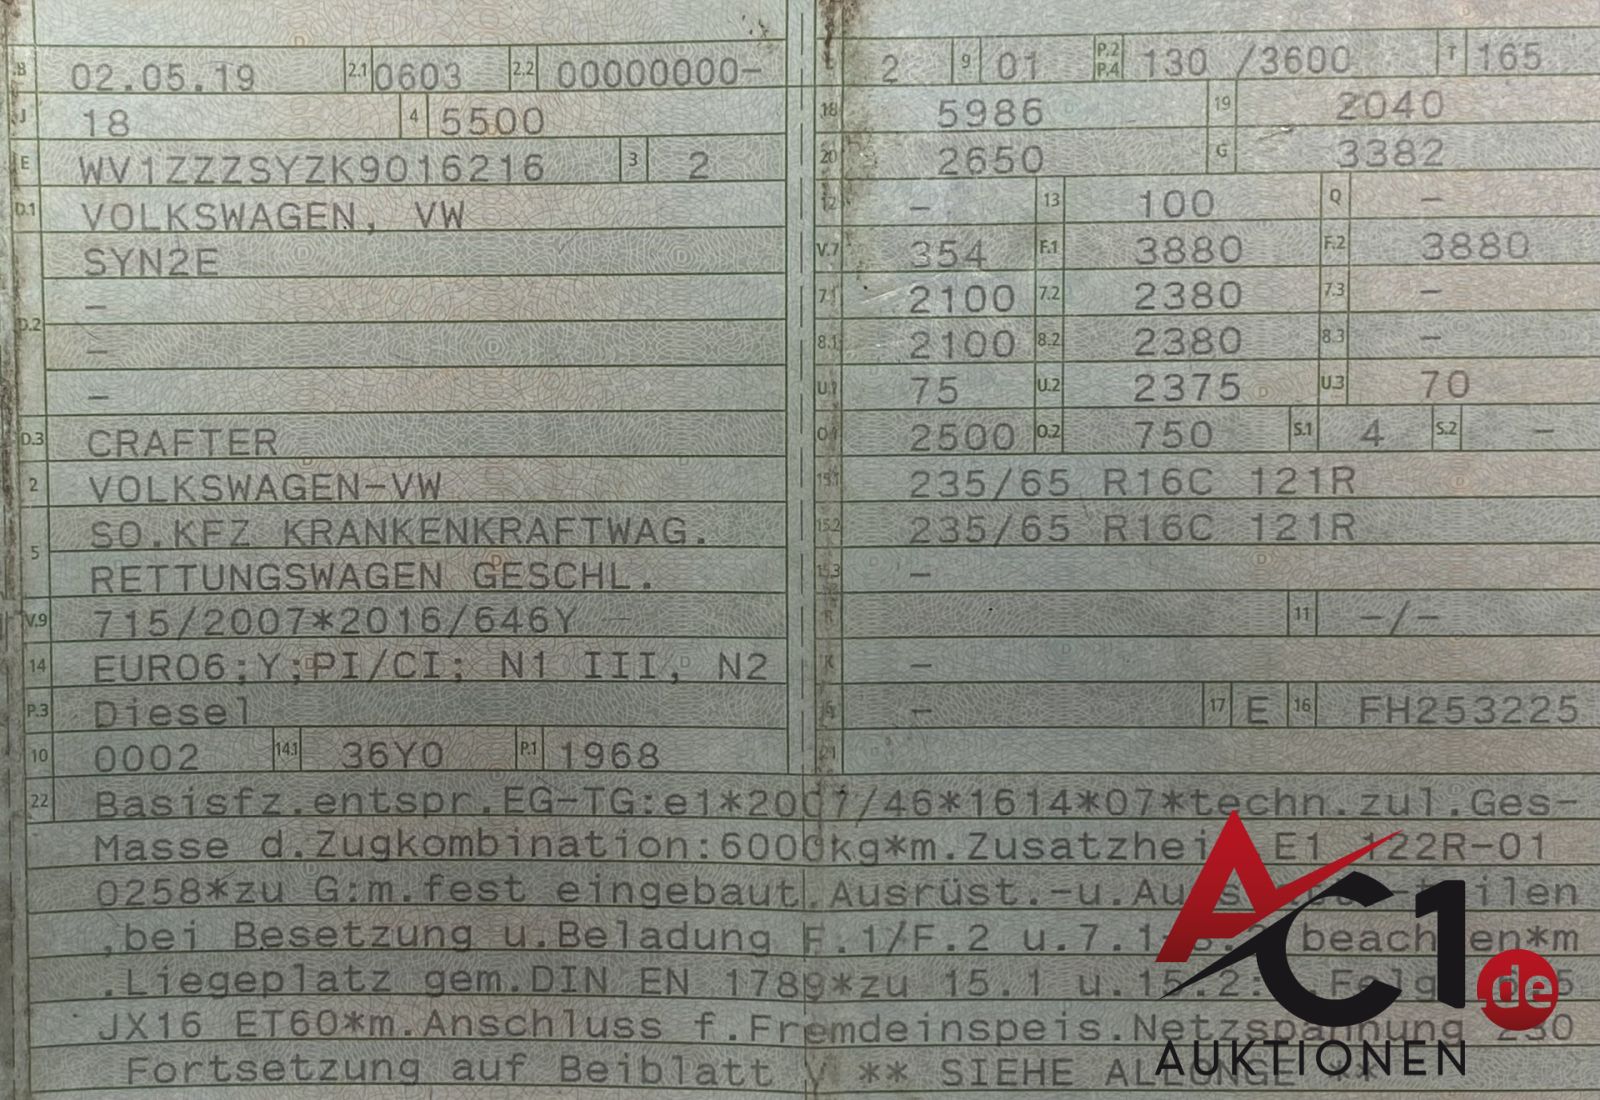 B 02.05.19 2.1 0603 2.2 00000000-
J 18 4 5500
E WV1ZZZSYZK9016216 3 2
D.1 VOLKSWAGEN, VW
SYN2E
-
D.2 -
-
D.3 CRAFTER
2 VOLKSWAGEN-VW
SO.KFZ KRANKENKRAFTWAG.
5 RETTUNGSWAGEN GESCHL.
V.9 715/2007*2016/646Y -
14 EURO6;Y;PI/CI; N1 III, N2
P.3 Diesel
10 0002 14.1 36Y0 P.1 1968
2 9 01 P.2 P.4 130 /3600 T 165
18 5986 19 2040
20 2650 G 3382
12 - 13 100 Q -
V.7 354 F.1 3880 F.2 3880
7.1 2100 7.2 2380 7.3 -
8.1 2100 8.2 2380 8.3 -
U.1 75 U.2 2375 U.3 70
O.1 2500 O.2 750 S.1 4 S.2 -
15.1 235/65 R16C 121R
15.2 235/65 R16C 121R
15.3 -
R 11 -/-
K -
- 17 E 16 FH253225
21
22 Basisfz.entspr.EG-TG:e1*2007/46*1614*07*techn.zul.Ges-
Masse d.Zugkombination:6000kg*m. E1 122R-01
0258*zu G:m.fest eingebaut.Ausrüst.-u.
,bei Besetzung u.Beladung F.1/F.2 u.7.1 beachten*m
.Liegeplatz gem.DIN EN 1789*zu 15.1 u.15.2:
JX16 ET60*m.Anschluss f.Fremdeinspeis.Netzspannung 230
Fortsetzung auf Beiblatt V ** SIEHE ALLONGE **
AC1.de
AUKTIONEN